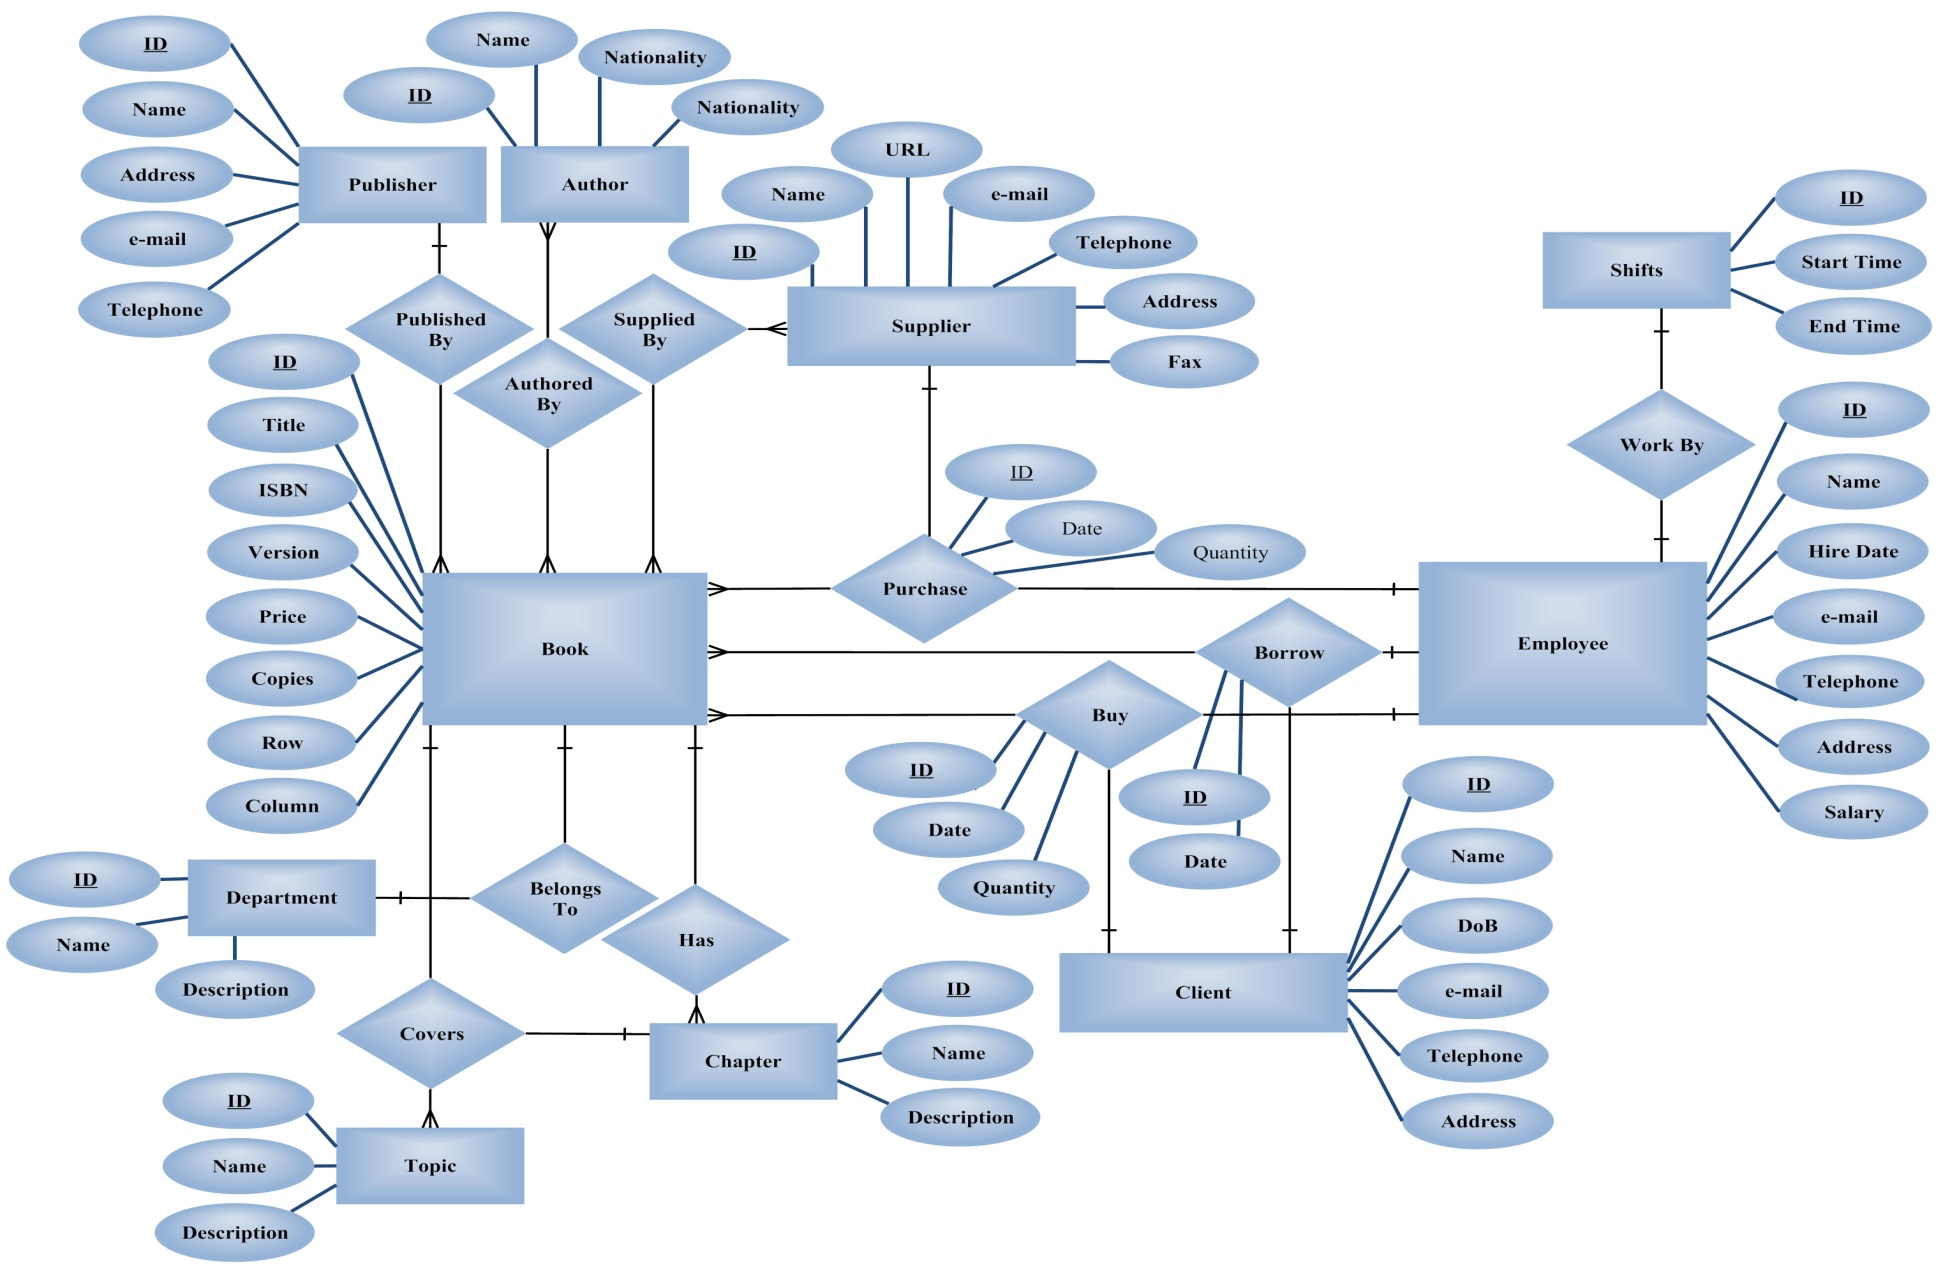 ID
Name
Address
e-mail
Telephone
Publisher
ID
Name
Nationality
Nationality
Author
ID
Name
URL
e-mail
Telephone
Address
Fax
Supplier
ID
Start Time
End Time
Shifts
Published
By
Authored
By
Supplied
By
Work By
ID
Title
ISBN
Version
Price
Copies
Row
Column
Book
ID
Date
Quantity
Purchase
Borrow
ID
Date
Buy
ID
Date
Quantity
Employee
ID
Name
Hire Date
e-mail
Telephone
Address
Salary
ID
Name
Description
Department
Belongs
To
Has
Covers
ID
Name
Description
Chapter
ID
Name
DoB
e-mail
Telephone
Address
Client
ID
Name
Description
Topic